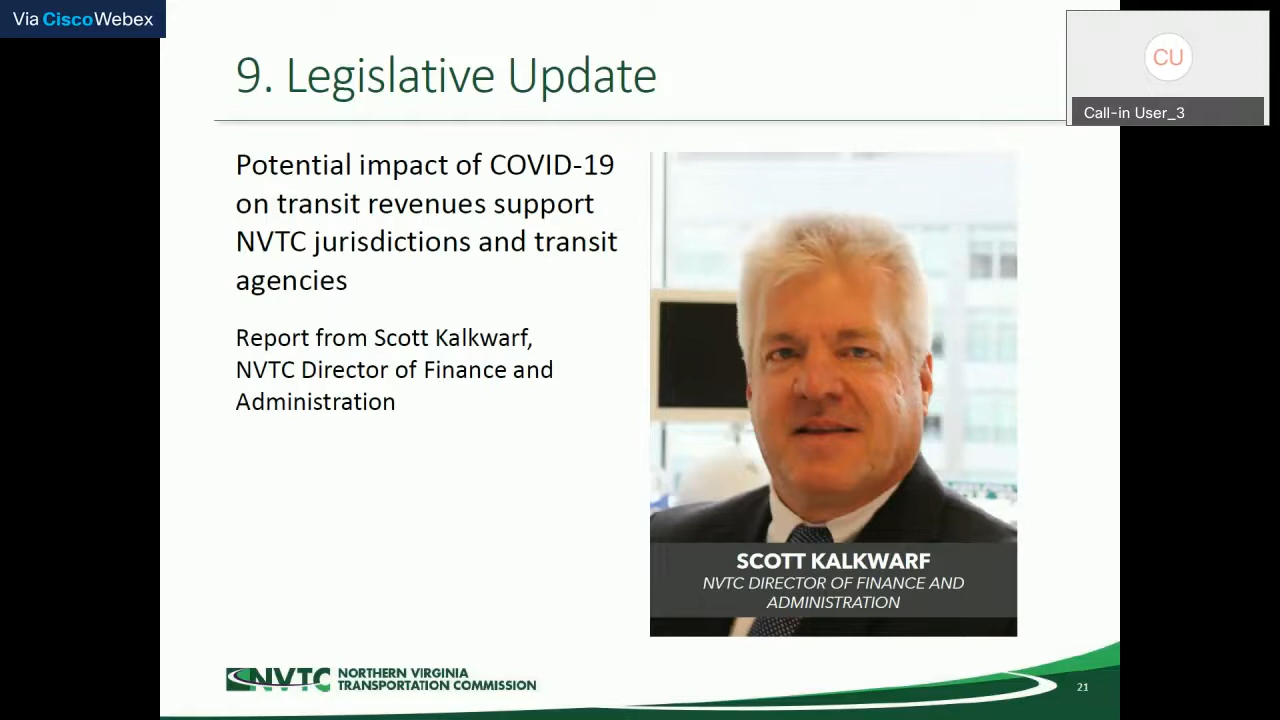 Via CiscoWebex
CU
Call-in User_3
9. Legislative Update
Potential impact of COVID-19
on transit revenues support
NVTC jurisdictions and transit
agencies
Report from Scott Kalkwarf,
NVTC Director of Finance and
Administration
SCOTT KALKWARF
NVTC DIRECTOR OF FINANCE AND
ADMINISTRATION
NVTC
NORTHERN VIRGINIA
TRANSPORTATION COMMISSION
21